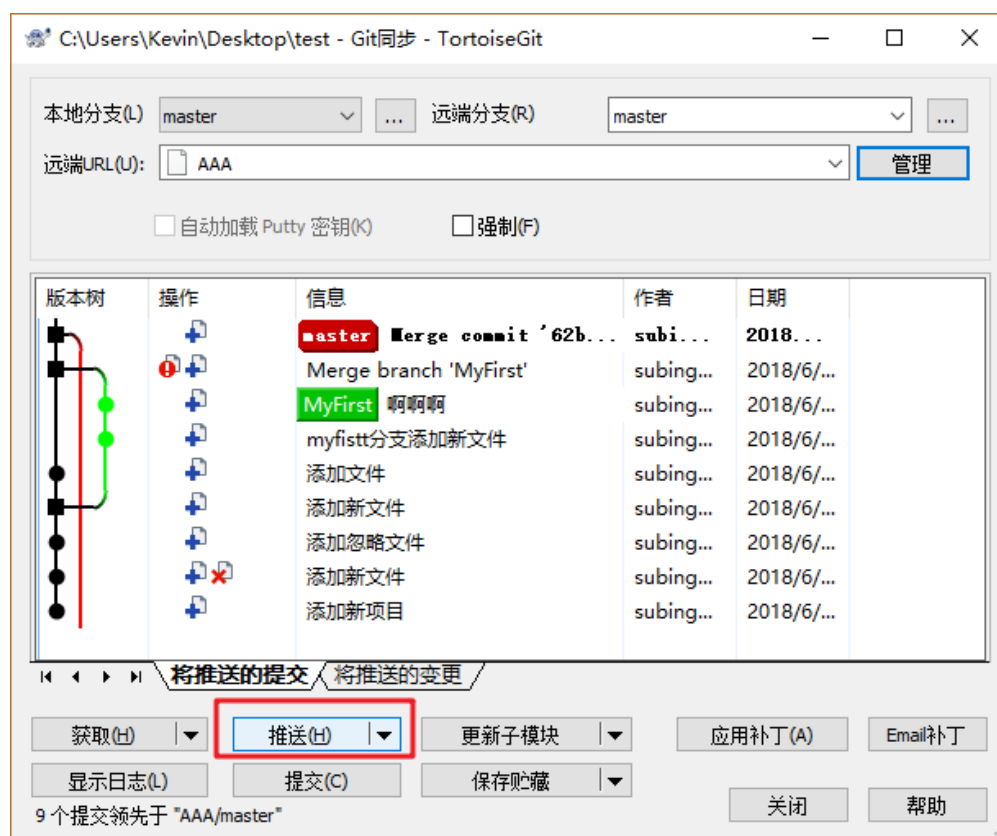 C:\Users\Kevin\Desktop\test - Git同步 - TortoiseGit
本地分支(L) master ... 远端分支(R) master ...
远端URL(U): AAA 管理
自动加载 Putty 密钥(K) 强制(F)
版本树 操作 信息 作者 日期
master Merge commit '62b... subi... 2018...
Merge branch 'MyFirst' subing... 2018/6/...
MyFirst 啊啊啊 subing... 2018/6/...
myfistt分支添加新文件 subing... 2018/6/...
添加文件 subing... 2018/6/...
添加新文件 subing... 2018/6/...
添加忽略文件 subing... 2018/6/...
添加新文件 subing... 2018/6/...
添加新项目 subing... 2018/6/...
将推送的提交 将推送的变更
获取(H) 推送(H) 更新子模块 应用补丁(A) Email补丁
显示日志(L) 提交(C) 保存贮藏
9 个提交领先于 "AAA/master" 关闭 帮助